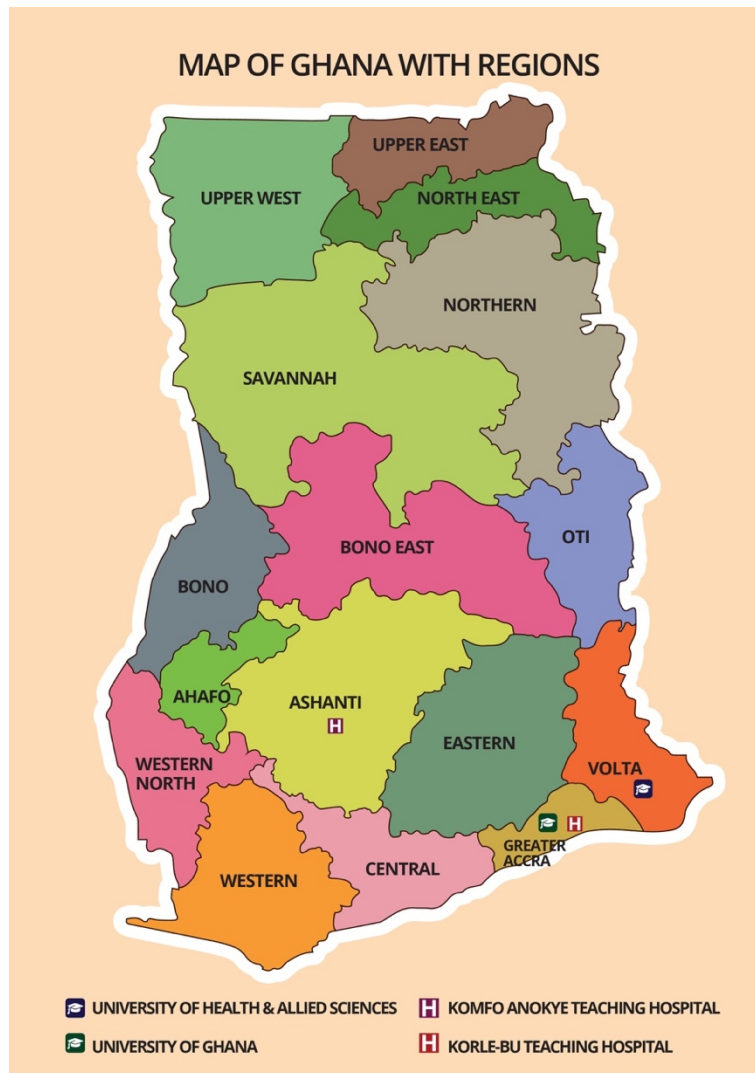 MAP OF GHANA WITH REGIONS
UPPER EAST
UPPER WEST
NORTH EAST
NORTHERN
SAVANNAH
OTI
BONO EAST
BONO
AHAFO
ASHANTI
H
EASTERN
WESTERN
NORTH
VOLTA
H
GREATER
ACCRA
CENTRAL
WESTERN
UNIVERSITY OF HEALTH & ALLIED SCIENCES
H KOMFO ANOKYE TEACHING HOSPITAL
UNIVERSITY OF GHANA
H KORLE-BU TEACHING HOSPITAL